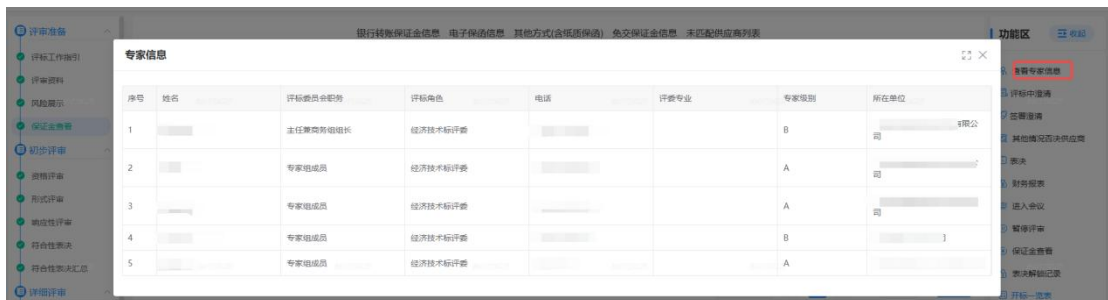 评审准备
银行转账保证金信息 电子保函信息 其他方式(含纸质保函) 免交保证金信息 未匹配供应商列表
功能区 收起
评标工作指引
评审资料
风险展示
保证金查看
初步评审
资格评审
形式评审
响应性评审
符合性表决
符合性表决汇总
详细评审
专家信息
序号 姓名 评标委员会职务 评标角色 电话 评委专业 专家级别 所在单位
1 主任兼商务组组长 经济技术标评委 B 有限公
司
2 专家组成员 经济技术标评委 A
司
3 专家组成员 经济技术标评委 A
司
4 专家组成员 经济技术标评委 B
5 专家组成员 经济技术标评委 A
查看专家信息
评标中澄清
签署澄清
其他情况否决供应商
表决
财务报表
进入会议
暂停评审
保证金查看
表决解锁记录
开标一览表